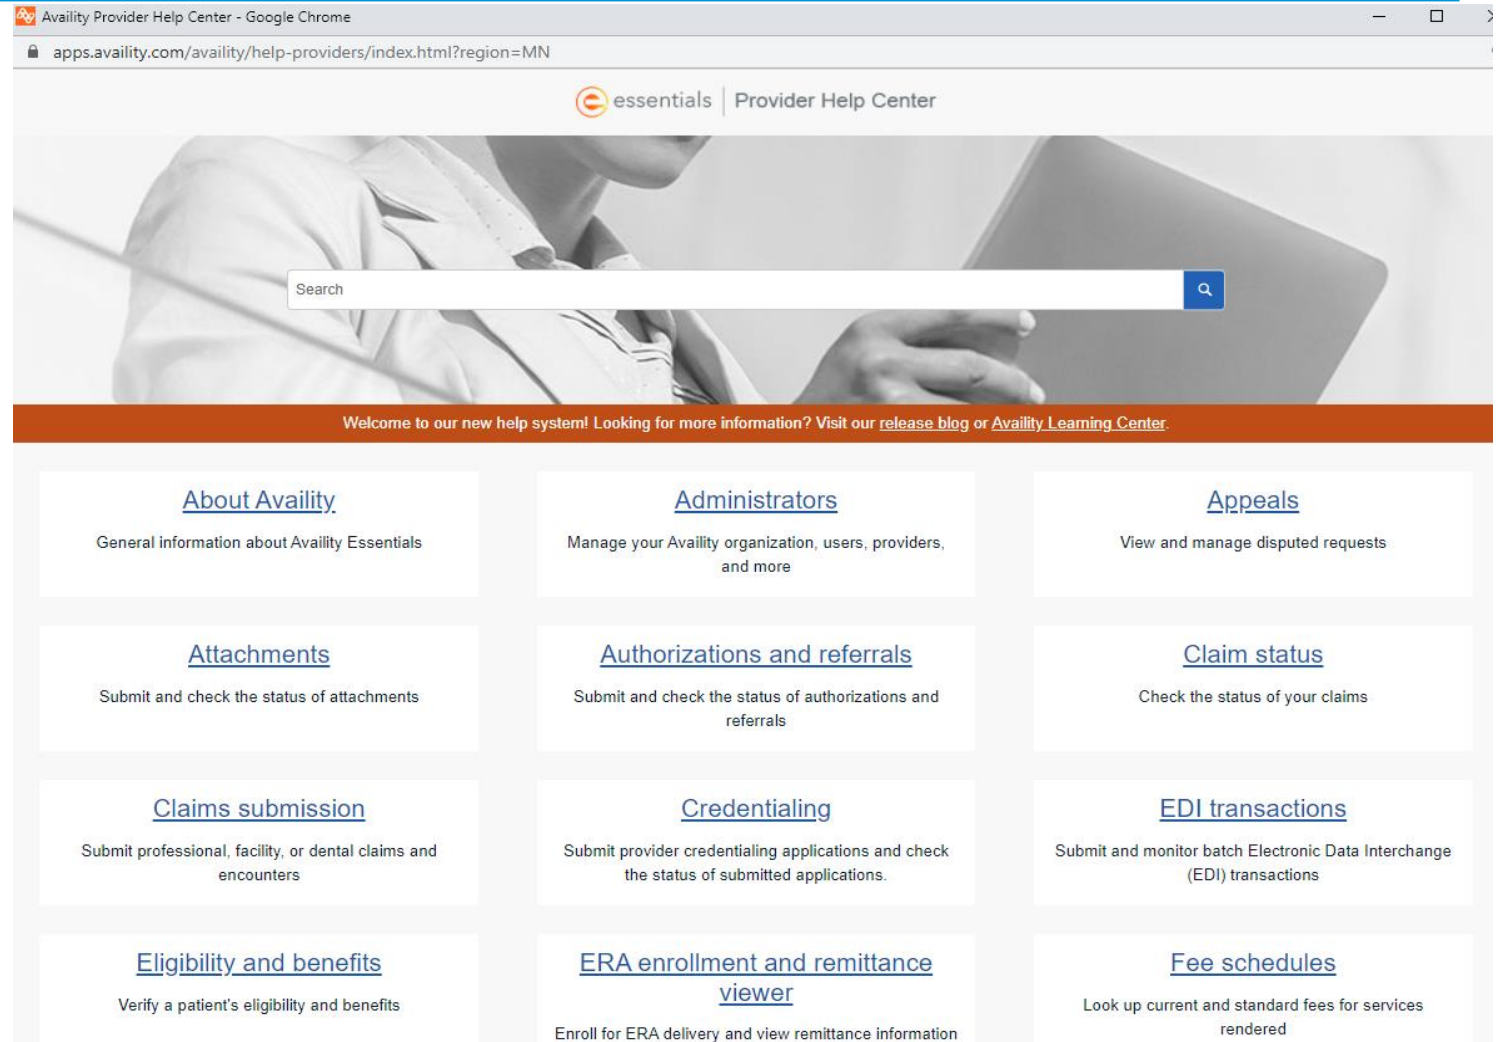 Availity Provider Help Center - Google Chrome
apps.availity.com/availity/help-providers/index.html?region=MN
essentials | Provider Help Center
Search
Welcome to our new help system! Looking for more information? Visit our release blog or Availity Learning Center.
About Availity
General information about Availity Essentials
Administrators
Manage your Availity organization, users, providers,
and more
Appeals
View and manage disputed requests
Attachments
Submit and check the status of attachments
Authorizations and referrals
Submit and check the status of authorizations and
referrals
Claim status
Check the status of your claims
Claims submission
Submit professional, facility, or dental claims and
encounters
Credentialing
Submit provider credentialing applications and check
the status of submitted applications.
EDI transactions
Submit and monitor batch Electronic Data Interchange
(EDI) transactions
Eligibility and benefits
Verify a patient's eligibility and benefits
ERA enrollment and remittance
viewer
Enroll for ERA delivery and view remittance information
Fee schedules
Look up current and standard fees for services
rendered